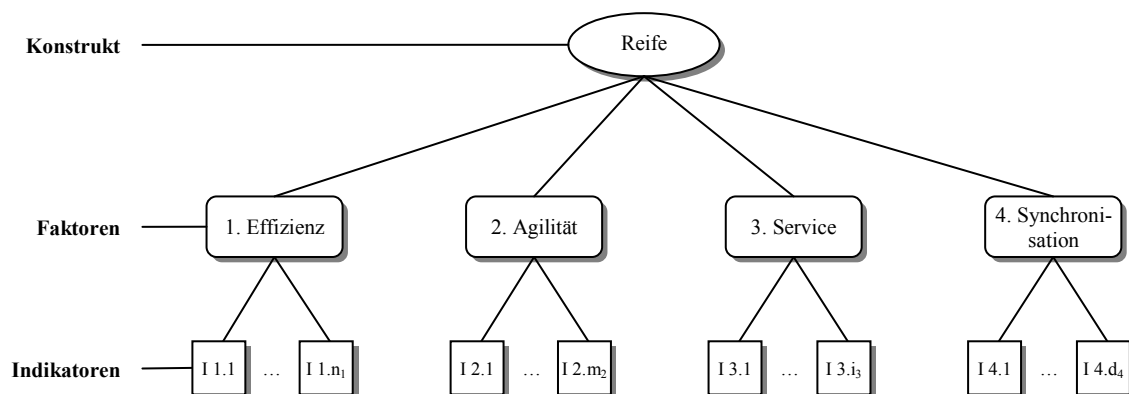 Konstrukt
Reife
Faktoren
1. Effizienz
2. Agilität
3. Service
4. Synchroni-
sation
Indikatoren
I 1.1
…
I 1.n₁
I 2.1
…
I 2.m₂
I 3.1
…
I 3.i₃
I 4.1
…
I 4.d₄